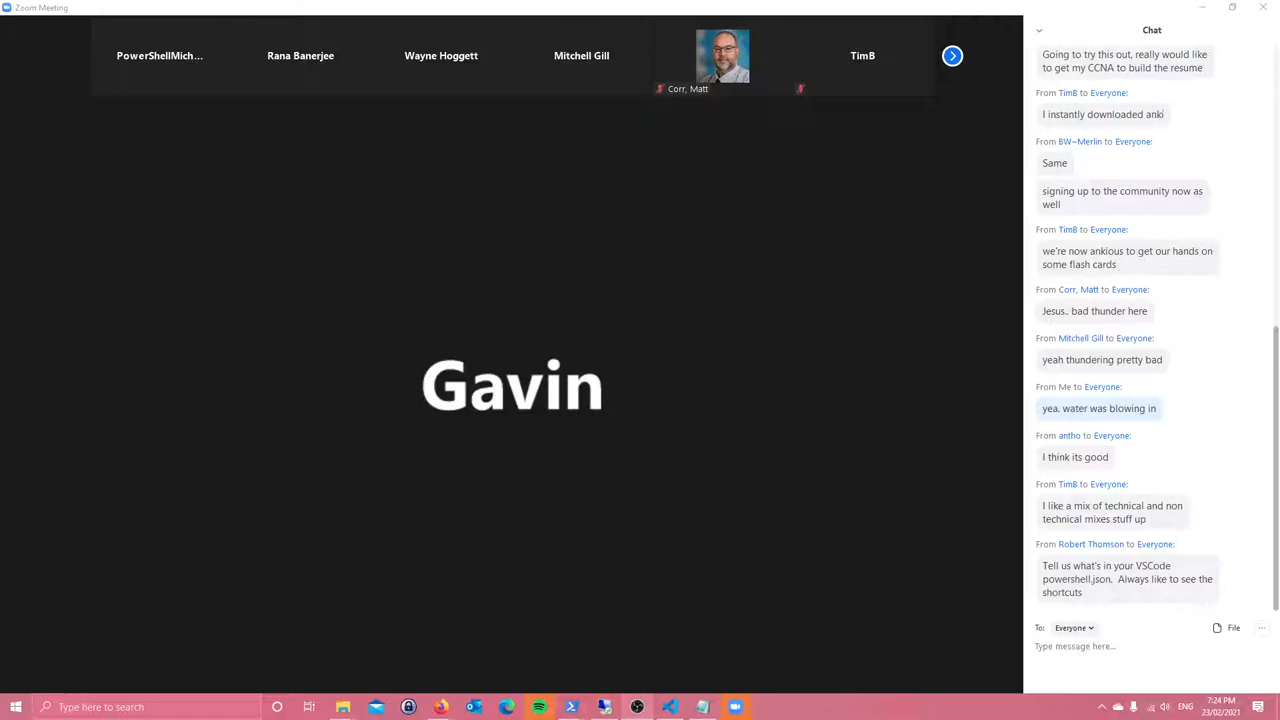 Zoom Meeting
PowerShellMich...
Rana Banerjee
Wayne Hoggett
Mitchell Gill
Corr, Matt
TimB
Gavin
Chat
Going to try this out, really would like
to get my CCNA to build the resume
From TimB to Everyone:
I instantly downloaded anki
From BW~Merlin to Everyone:
Same
signing up to the community now as
well
From TimB to Everyone:
we're now ankious to get our hands on
some flash cards
From Corr, Matt to Everyone:
Jesus.. bad thunder here
From Mitchell Gill to Everyone:
yeah thundering pretty bad
From Me to Everyone:
yea. water was blowing in
From antho to Everyone:
I think its good
From TimB to Everyone:
I like a mix of technical and non
technical mixes stuff up
From Robert Thomson to Everyone:
Tell us what's in your VSCode
powershell.json. Always like to see the
shortcuts
To: Everyone
File
Type message here...
Type here to search
ENG
7:24 PM
23/02/2021